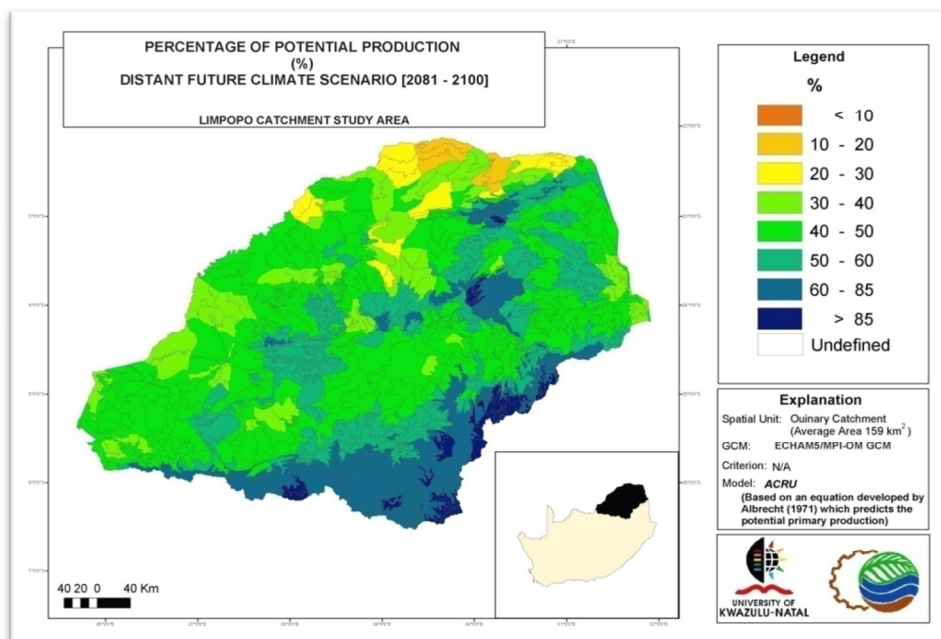 PERCENTAGE OF POTENTIAL PRODUCTION
(%)
DISTANT FUTURE CLIMATE SCENARIO [2081 - 2100]
LIMPOPO CATCHMENT STUDY AREA
Legend
%
< 10
10 - 20
20 - 30
30 - 40
40 - 50
50 - 60
60 - 85
> 85
Undefined
Explanation
Spatial Unit: Quinary Catchment
(Average Area 159 km²)
GCM: ECHAM5/MPI-OM GCM
Criterion: N/A
Model: ACRU
(Based on an equation developed by
Albrecht (1971) which predicts the
potential primary production)
40 20 0 40 Km
UNIVERSITY OF
KWAZULU-NATAL